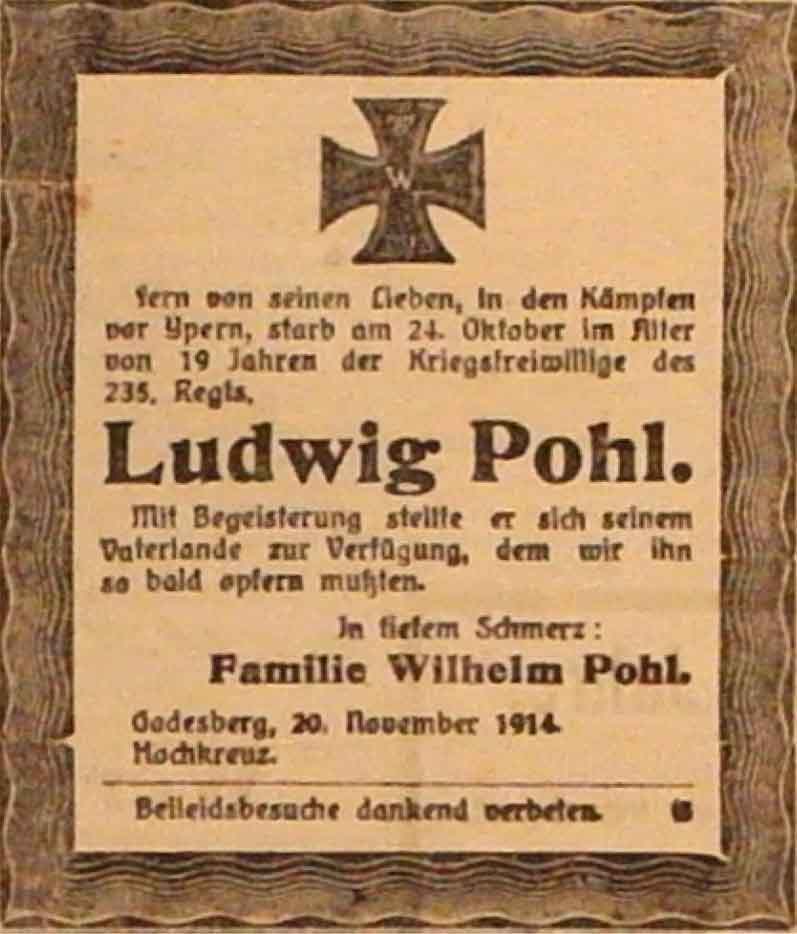 W
Fern von seinen Lieben, in den Kämpfen
vor Ypern, starb am 24. Oktober im Alter
von 19 Jahren der Kriegsfreiwillige des
235. Regts.
Ludwig Pohl.
Mit Begeisterung stellte er sich seinem
Vaterlande zur Verfügung, dem wir ihn
so bald opfern mußten.
In tiefem Schmerz:
Familie Wilhelm Pohl.
Godesberg, 20. November 1914.
Hochkreuz.
Beileidsbesuche dankend verbeten.